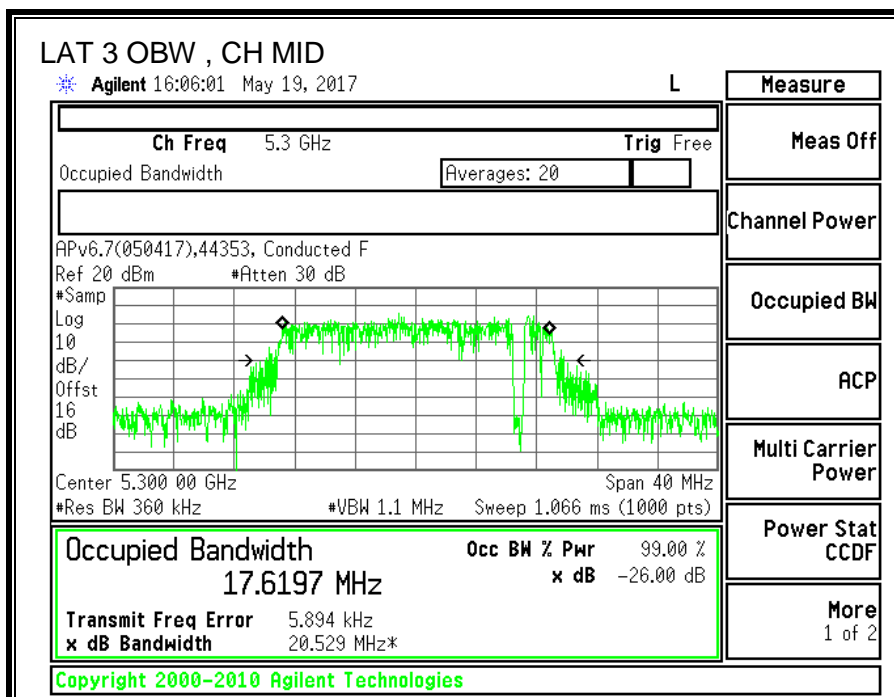 LAT 3 OBW , CH MID
Agilent 16:06:01 May 19, 2017 L Measure
Ch Freq 5.3 GHz Trig Free
Meas Off
Occupied Bandwidth Averages: 20
Channel Power
APv6.7(050417),44353, Conducted F
Ref 20 dBm #Atten 30 dB
#Samp
Log
10
dB/
Offst
16
dB
Occupied BW
ACP
Multi Carrier
Power
Center 5.300 00 GHz Span 40 MHz
#Res BW 360 kHz #VBW 1.1 MHz Sweep 1.066 ms (1000 pts)
Power Stat
CCDF
Occupied Bandwidth Occ BW % Pwr 99.00 %
17.6197 MHz x dB -26.00 dB
Transmit Freq Error 5.894 kHz
x dB Bandwidth 20.529 MHz*
More
1 of 2
Copyright 2000-2010 Agilent Technologies